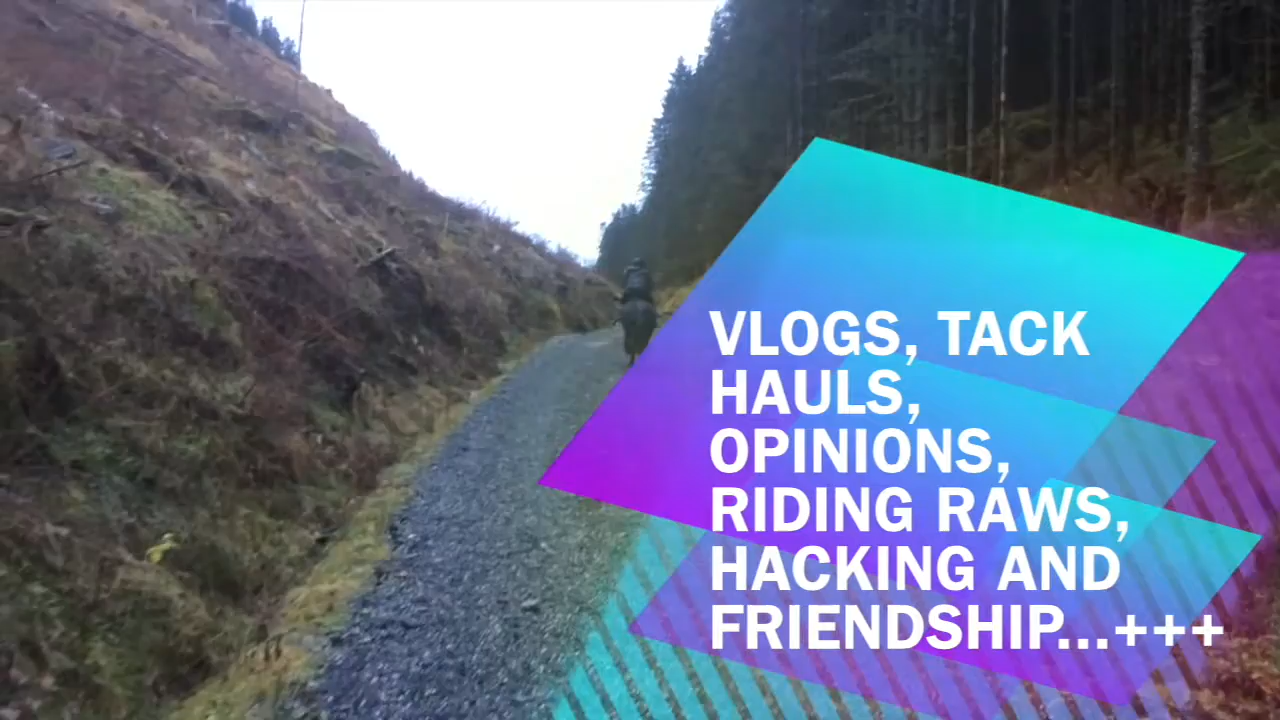 VLOGS, TACK
HAULS,
OPINIONS,
RIDING RAWS,
HACKING AND
FRIENDSHIP...+++